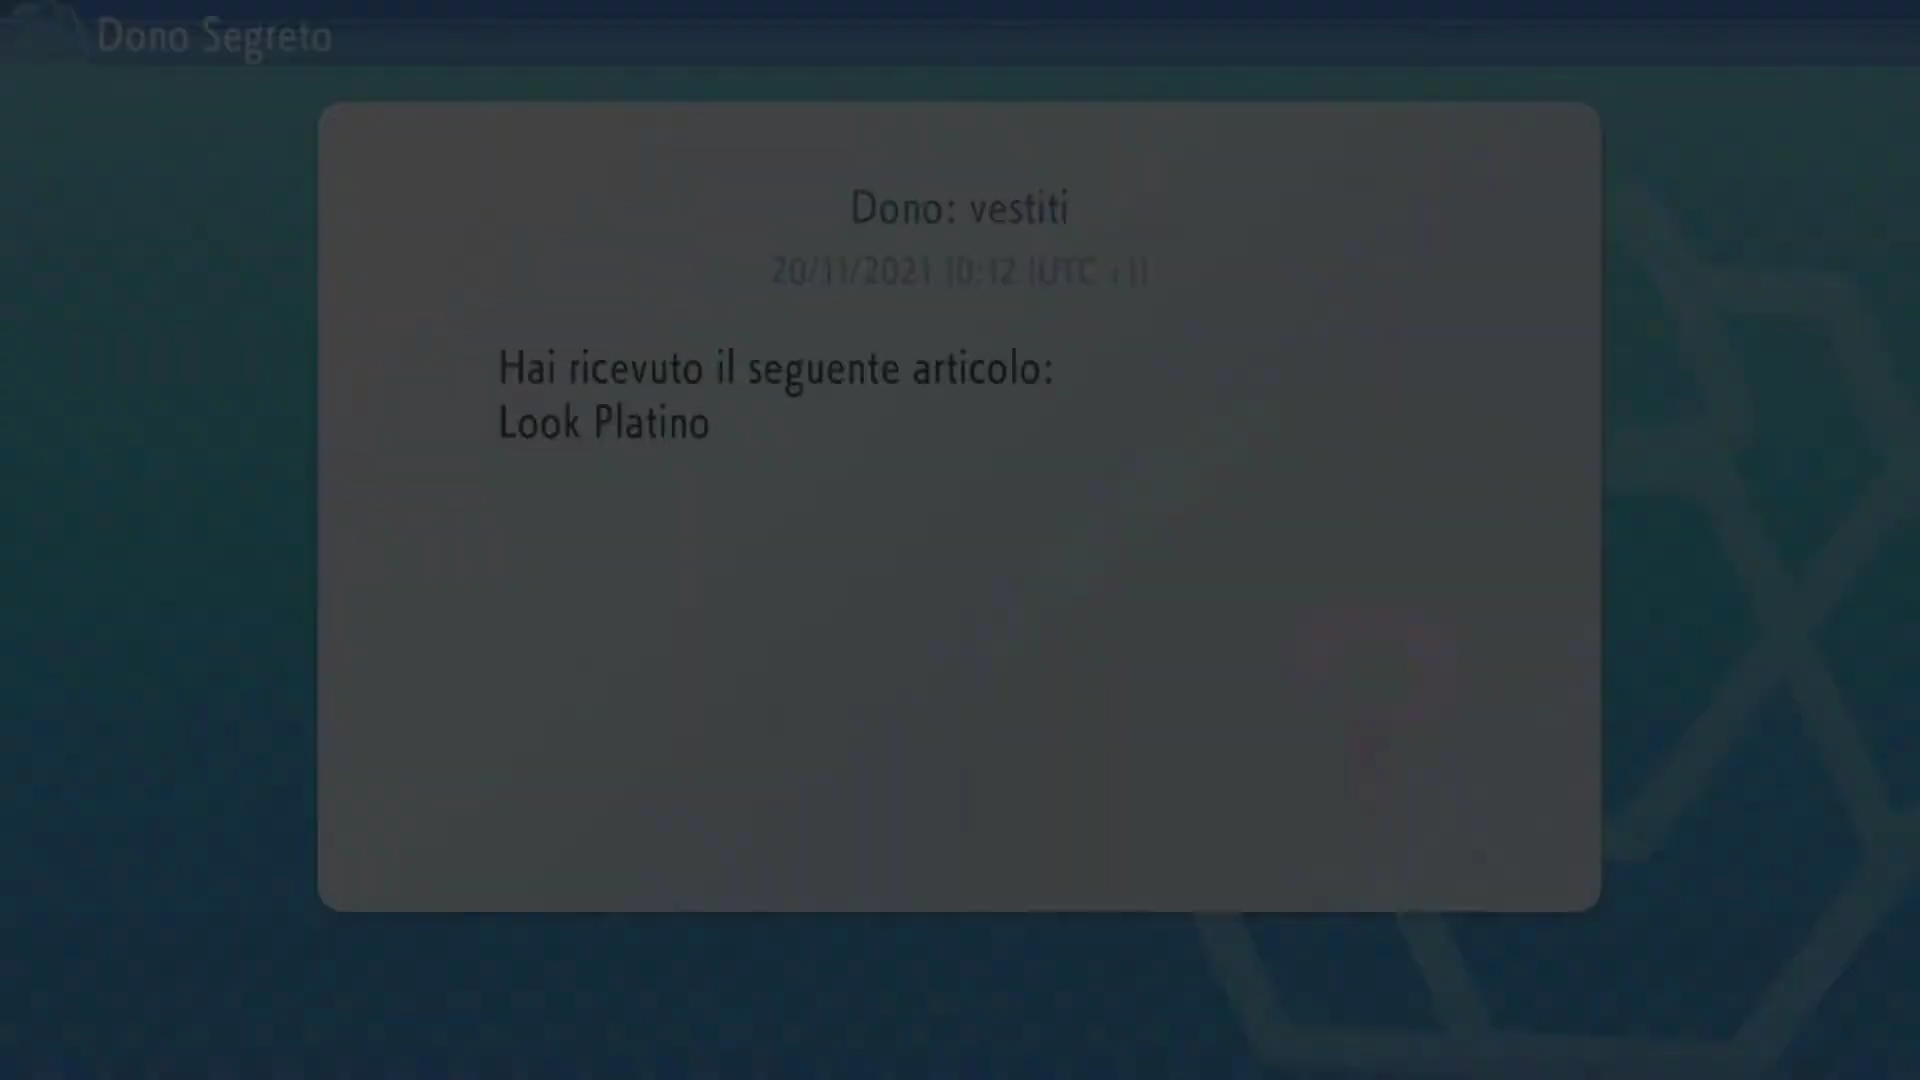 Dono Segreto
Dono: vestiti
20/11/2021 10:12 (UTC +1)
Hai ricevuto il seguente articolo:
Look Platino